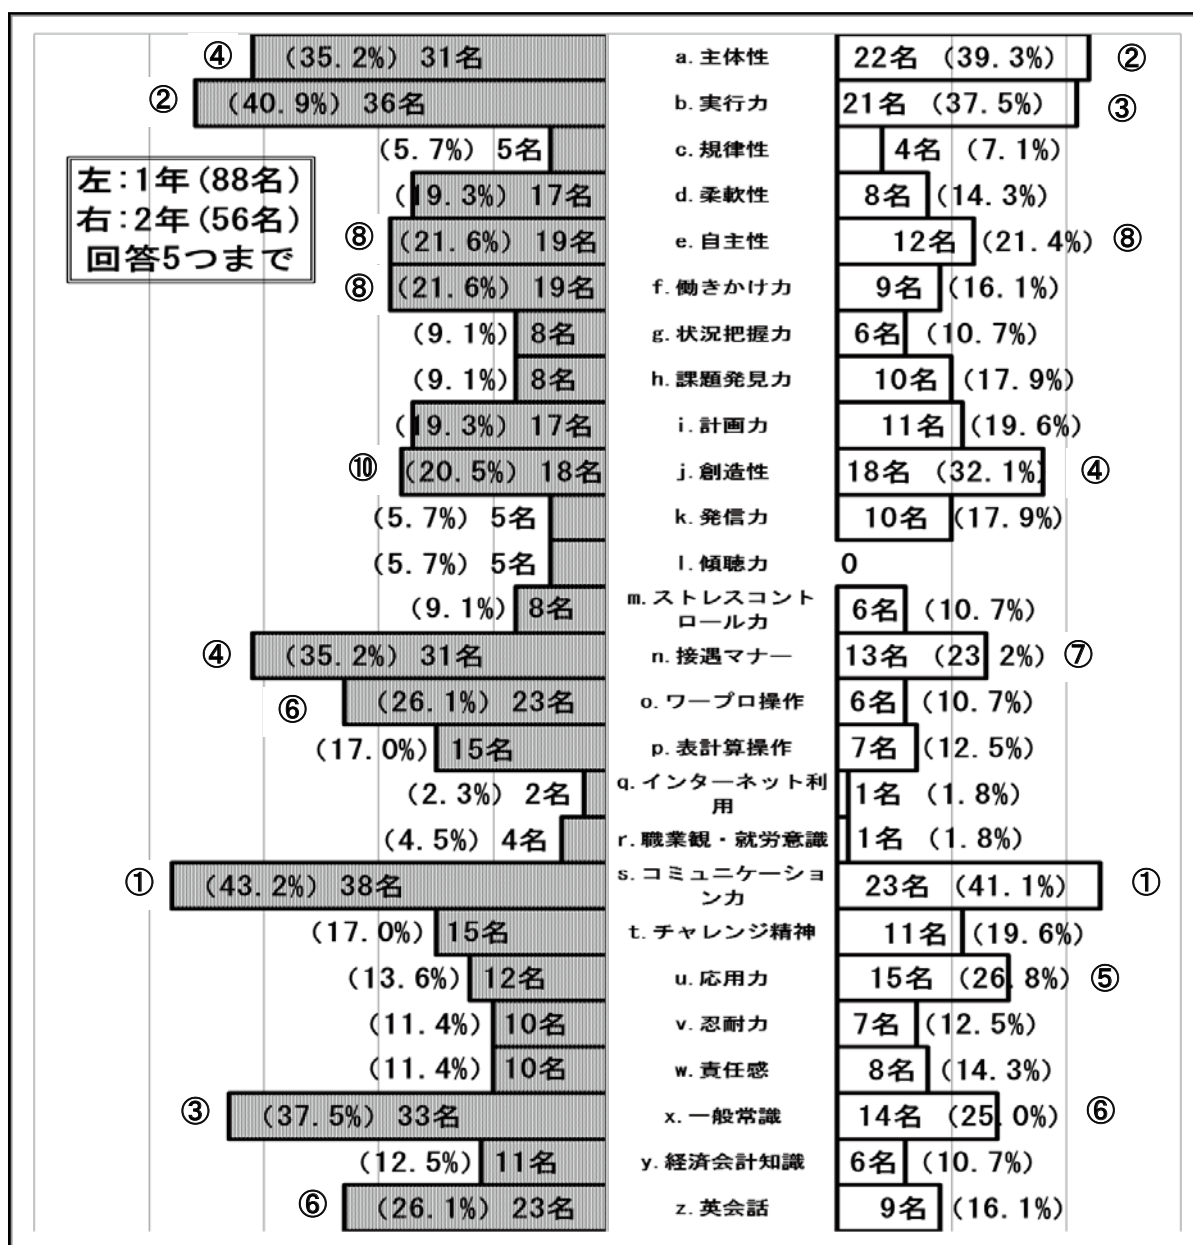 ④ (35.2%) 31名 a.主体性 22名 (39.3%) ②
② (40.9%) 36名 b.実行力 21名 (37.5%) ③
(5.7%) 5名 c.規律性 4名 (7.1%)
左:1年(88名)
右:2年(56名)
回答5つまで
(19.3%) 17名 d.柔軟性 8名 (14.3%)
⑧ (21.6%) 19名 e.自主性 12名 (21.4%) ⑧
⑧ (21.6%) 19名 f.働きかけ力 9名 (16.1%)
(9.1%) 8名 g.状況把握力 6名 (10.7%)
(9.1%) 8名 h.課題発見力 10名 (17.9%)
(19.3%) 17名 i.計画力 11名 (19.6%)
⑩ (20.5%) 18名 j.創造性 18名 (32.1%) ④
(5.7%) 5名 k.発信力 10名 (17.9%)
(5.7%) 5名 l.傾聴力 0
(9.1%) 8名 m.ストレスコント
ロール力 6名 (10.7%)
④ (35.2%) 31名 n.接遇マナー 13名 (23.2%) ⑦
⑥ (26.1%) 23名 o.ワープロ操作 6名 (10.7%)
(17.0%) 15名 p.表計算操作 7名 (12.5%)
(2.3%) 2名 q.インターネット利
用 1名 (1.8%)
(4.5%) 4名 r.職業観・就労意識 1名 (1.8%)
① (43.2%) 38名 s.コミュニケーショ
ン力 23名 (41.1%) ①
(17.0%) 15名 t.チャレンジ精神 11名 (19.6%)
(13.6%) 12名 u.応用力 15名 (26.8%) ⑤
(11.4%) 10名 v.忍耐力 7名 (12.5%)
(11.4%) 10名 w.責任感 8名 (14.3%)
③ (37.5%) 33名 x.一般常識 14名 (25.0%) ⑥
(12.5%) 11名 y.経済会計知識 6名 (10.7%)
⑥ (26.1%) 23名 z.英会話 9名 (16.1%)